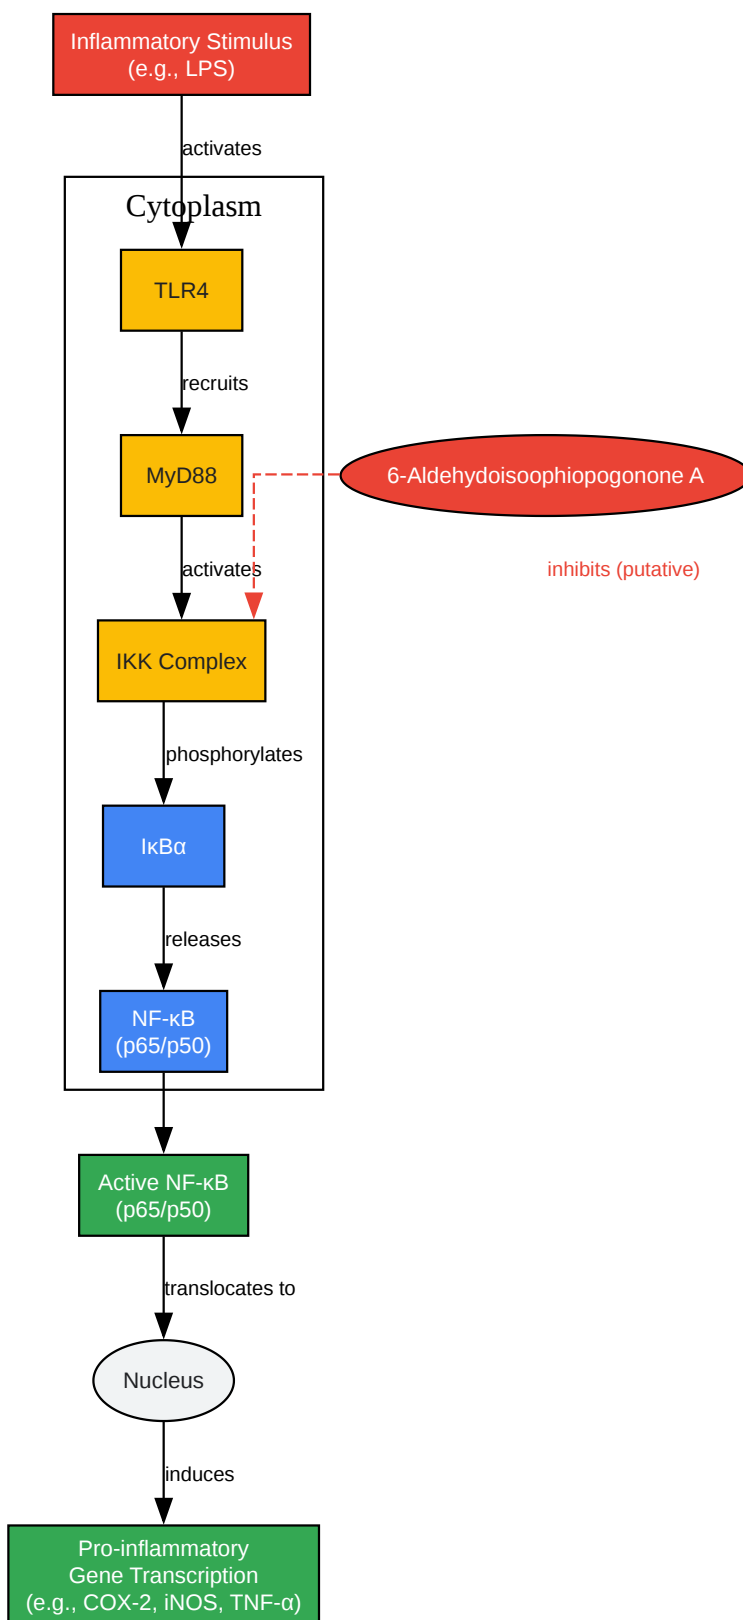 Inflammatory Stimulus
(e.g., LPS)
activates
Cytoplasm
TLR4
recruits
MyD88
6-Aldehydoisoophiopogonone A
activates
inhibits (putative)
IKK Complex
phosphorylates
IκBα
releases
NF-κB
(p65/p50)
Active NF-κB
(p65/p50)
translocates to
Nucleus
induces
Pro-inflammatory
Gene Transcription
(e.g., COX-2, iNOS, TNF-α)